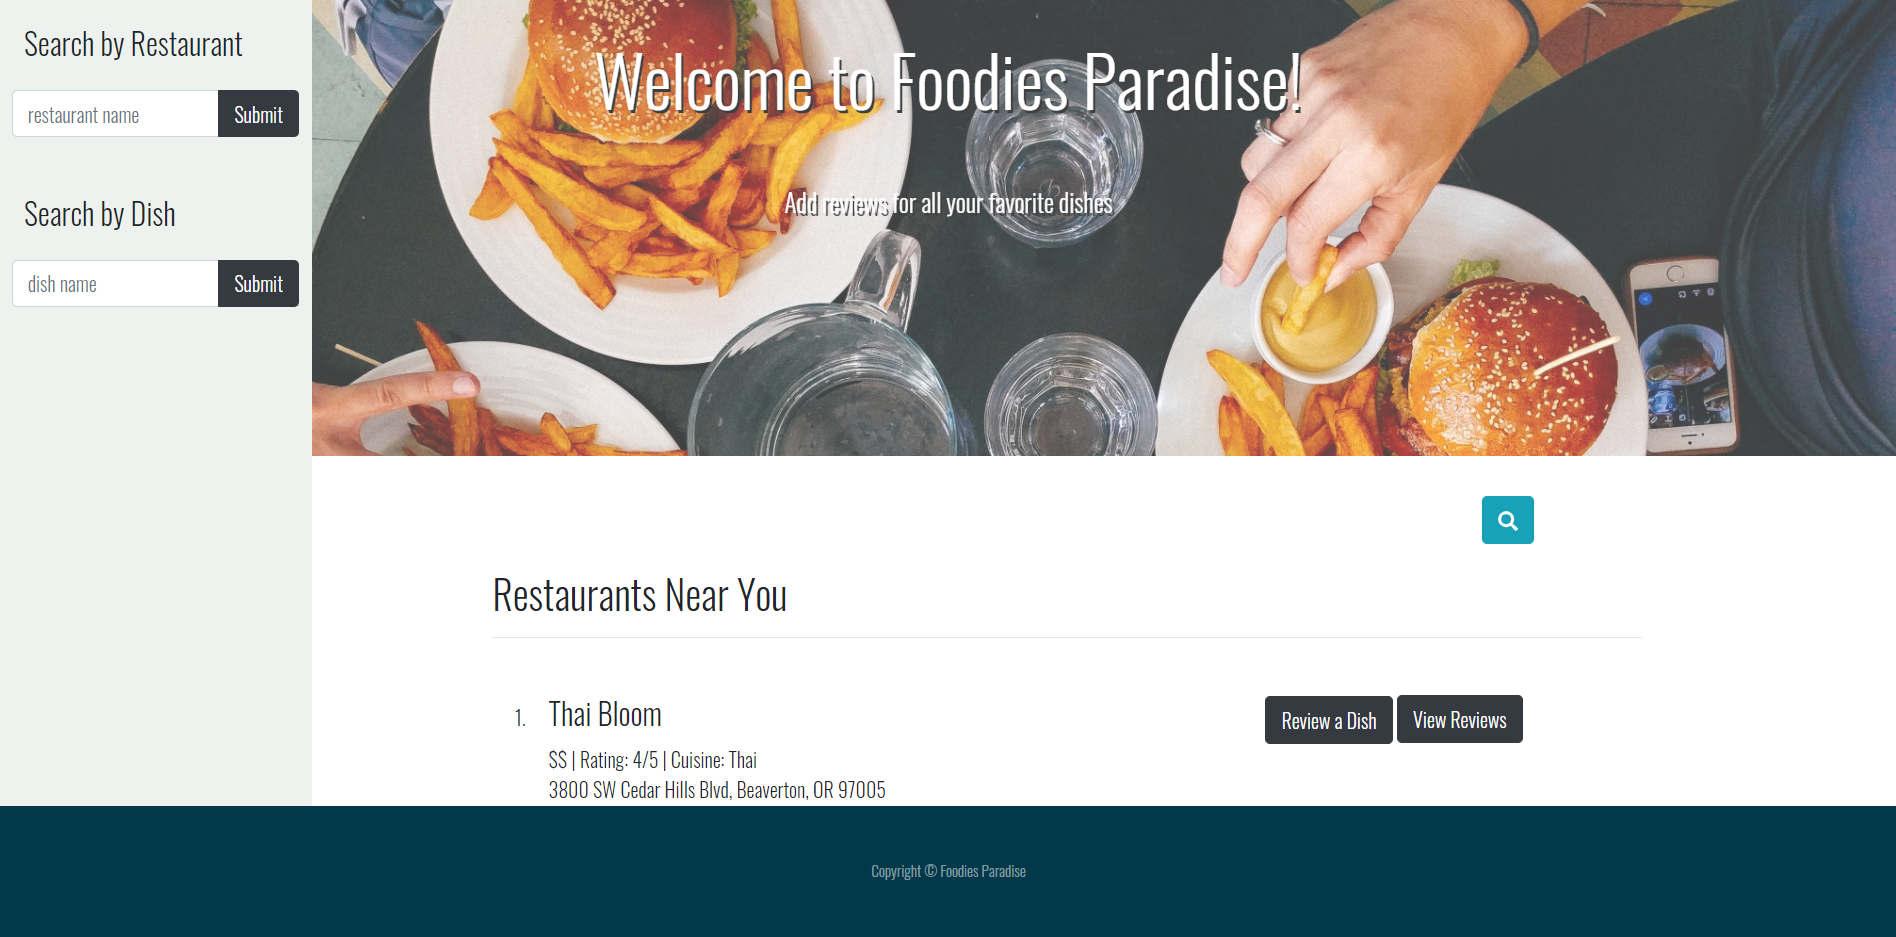 Search by Restaurant
restaurant name
Submit
Search by Dish
dish name
Submit
Welcome to Foodies Paradise!
Add reviews for all your favorite dishes
Restaurants Near You
1.
Thai Bloom
$$ | Rating: 4/5 | Cuisine: Thai
3800 SW Cedar Hills Blvd, Beaverton, OR 97005
Review a Dish
View Reviews
Copyright © Foodies Paradise